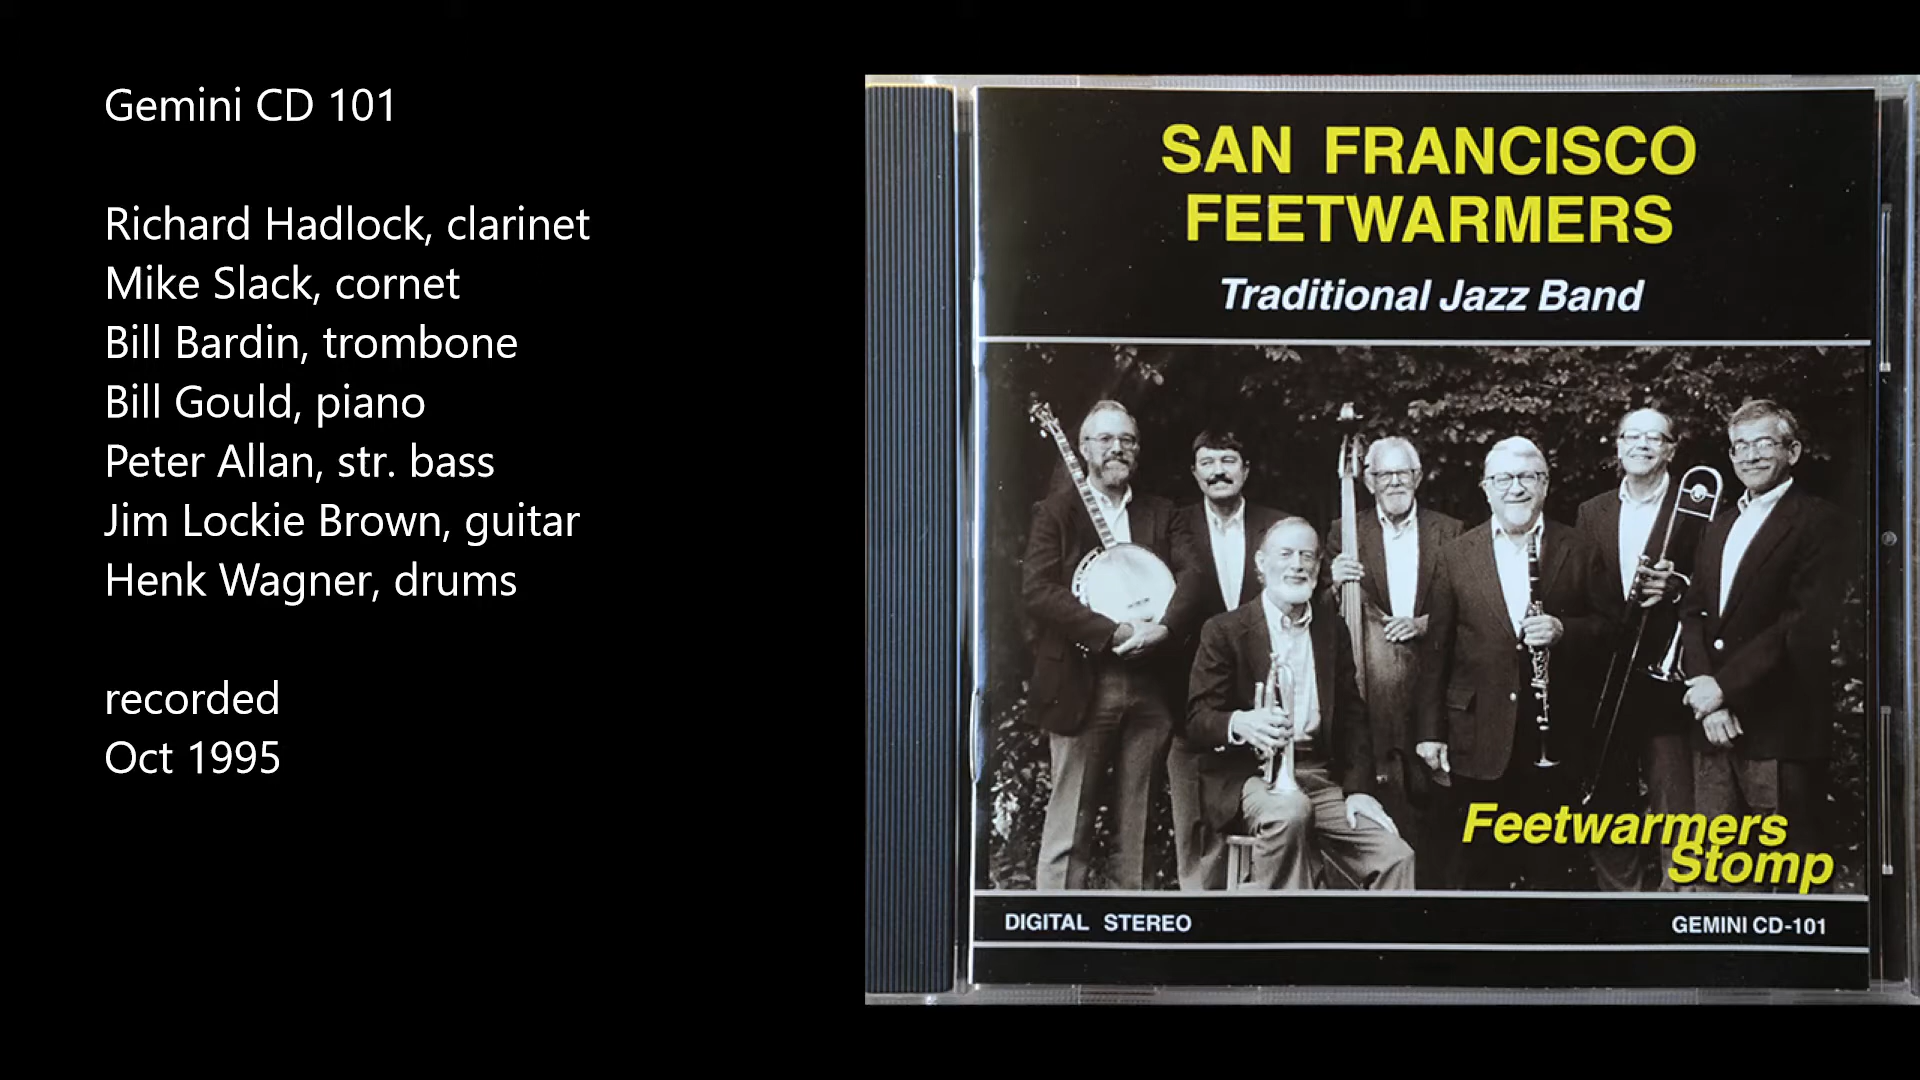 Gemini CD 101
Richard Hadlock, clarinet
Mike Slack, cornet
Bill Bardin, trombone
Bill Gould, piano
Peter Allan, str. bass
Jim Lockie Brown, guitar
Henk Wagner, drums
recorded
Oct 1995
SAN FRANCISCO
FEETWARMERS
Traditional Jazz Band
Feetwarmers
Stomp
DIGITAL STEREO
GEMINI CD-101